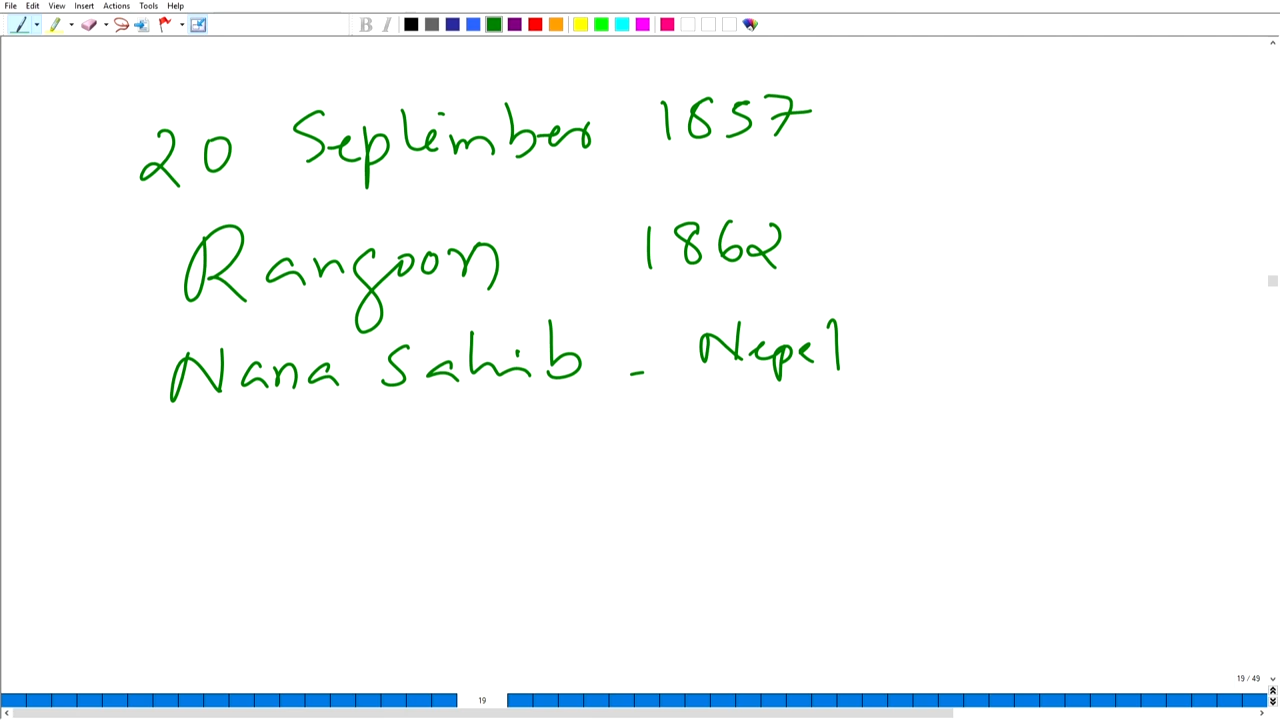 File Edit View Insert Actions Tools Help
B I
20 September 1857
Rangoon 1862
Nana Sahib - Nepal
19 / 49
19